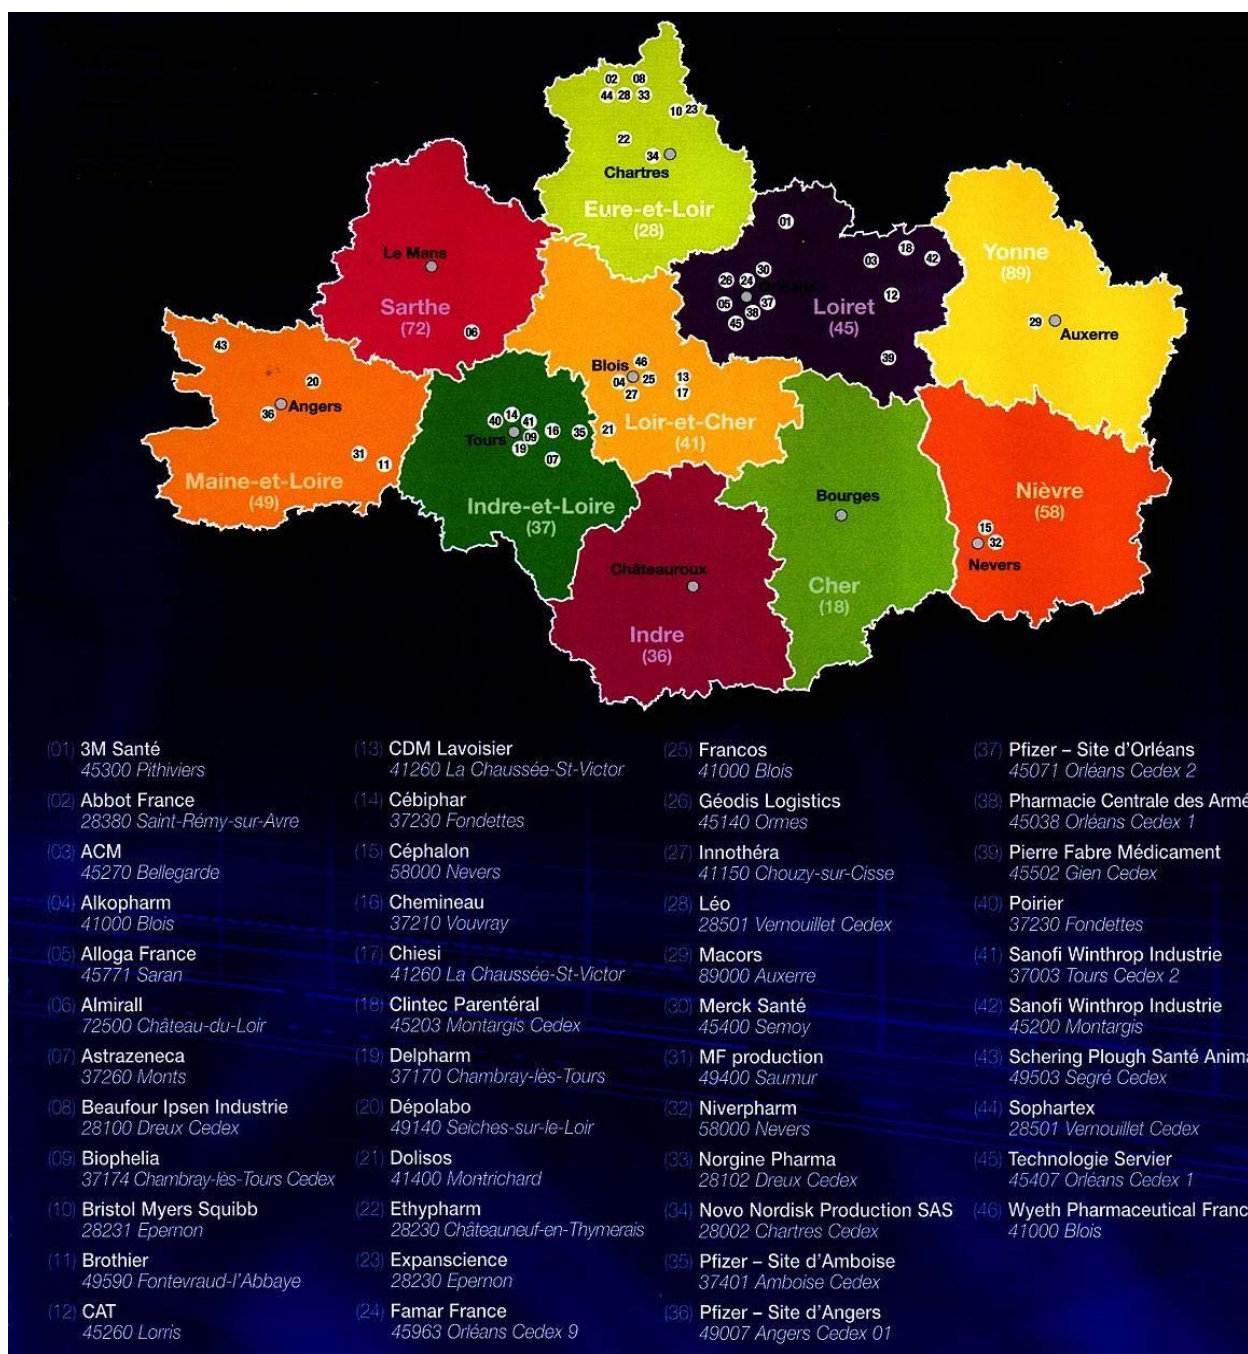 02 08
44 28 33
10 23
22
34
Chartres
Eure-et-Loir
(28)
01
Le Mans
Sarthe
(72)
06
30
26 24
Orléans
05 37
38
45
03 18 42
12
Loiret
(45)
39
Yonne
(89)
29
Auxerre
43
20
36 Angers
31
11
Maine-et-Loire
(49)
40 14 41
Tours 09 16 35
19
07
Indre-et-Loire
(37)
Blois 46
04 25 13
27 17
21
Loir-et-Cher
(41)
Bourges
Cher
(18)
Nièvre
(58)
15
32
Nevers
Châteauroux
Indre
(36)
(01) 3M Santé
45300 Pithiviers
(02) Abbot France
28380 Saint-Rémy-sur-Avre
(03) ACM
45270 Bellegarde
(04) Alkopharm
41000 Blois
(05) Alloga France
45771 Saran
(06) Almirall
72500 Château-du-Loir
(07) Astrazeneca
37260 Monts
(08) Beaufour Ipsen Industrie
28100 Dreux Cedex
(09) Biophelia
37174 Chambray-lès-Tours Cedex
(10) Bristol Myers Squibb
28231 Epernon
(11) Brothier
49590 Fontevraud-l'Abbaye
(12) CAT
45260 Lorris
(13) CDM Lavoisier
41260 La Chaussée-St-Victor
(14) Cébiphar
37230 Fondettes
(15) Céphalon
58000 Nevers
(16) Chemineau
37210 Vouvray
(17) Chiesi
41260 La Chaussée-St-Victor
(18) Clintec Parentéral
45203 Montargis Cedex
(19) Delpharm
37170 Chambray-lès-Tours
(20) Dépolabo
49140 Seiches-sur-le-Loir
(21) Dolisos
41400 Montrichard
(22) Ethypharm
28230 Châteauneuf-en-Thymerais
(23) Expanscience
28230 Epernon
(24) Famar France
45963 Orléans Cedex 9
(25) Francos
41000 Blois
(26) Géodis Logistics
45140 Ormes
(27) Innothéra
41150 Chouzy-sur-Cisse
(28) Léo
28501 Vernouillet Cedex
(29) Macors
89000 Auxerre
(30) Merck Santé
45400 Semoy
(31) MF production
49400 Saumur
(32) Niverpharm
58000 Nevers
(33) Norgine Pharma
28102 Dreux Cedex
(34) Novo Nordisk Production SAS
28002 Chartres Cedex
(35) Pfizer – Site d'Amboise
37401 Amboise Cedex
(36) Pfizer – Site d'Angers
49007 Angers Cedex 01
(37) Pfizer – Site d'Orléans
45071 Orléans Cedex 2
(38) Pharmacie Centrale des Armé
45038 Orléans Cedex 1
(39) Pierre Fabre Médicament
45502 Gien Cedex
(40) Poirier
37230 Fondettes
(41) Sanofi Winthrop Industrie
37003 Tours Cedex 2
(42) Sanofi Winthrop Industrie
45200 Montargis
(43) Schering Plough Santé Anima
49503 Segré Cedex
(44) Sophartex
28501 Vernouillet Cedex
(45) Technologie Servier
45407 Orléans Cedex 1
(46) Wyeth Pharmaceutical Franc
41000 Blois